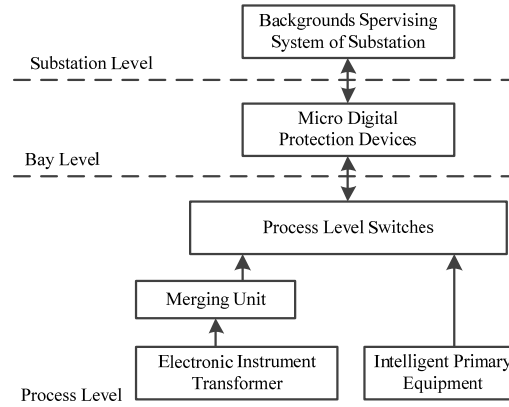 Backgrounds Spervising
System of Substation
Substation Level
Micro Digital
Protection Devices
Bay Level
Process Level Switches
Merging Unit
Electronic Instrument
Transformer
Intelligent Primary
Equipment
Process Level